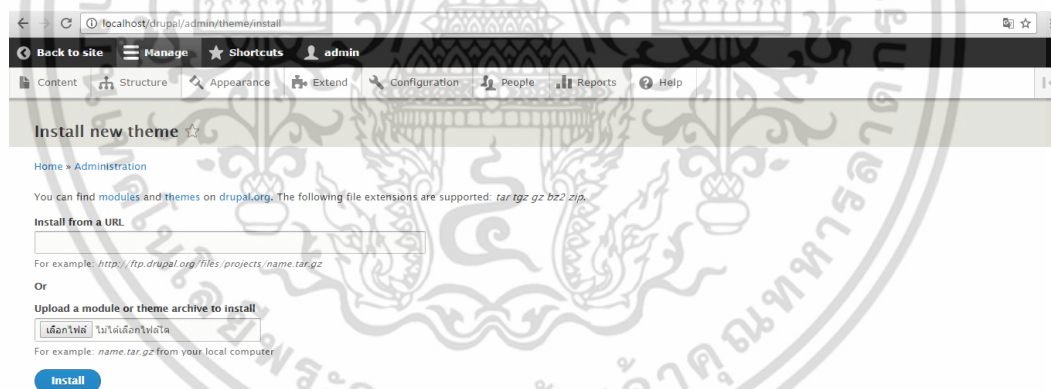 localhost/drupal/admin/theme/install
Back to site Manage Shortcuts admin
Content Structure Appearance Extend Configuration People Reports Help
Install new theme
Home » Administration
You can find modules and themes on drupal.org. The following file extensions are supported: tar tgz gz bz2 zip.
Install from a URL
For example: http://ftp.drupal.org/files/projects/name.tar.gz
Or
Upload a module or theme archive to install
เลือกไฟล์ ไม่ได้เลือกไฟล์ใด
For example: name.tar.gz from your local computer
Install